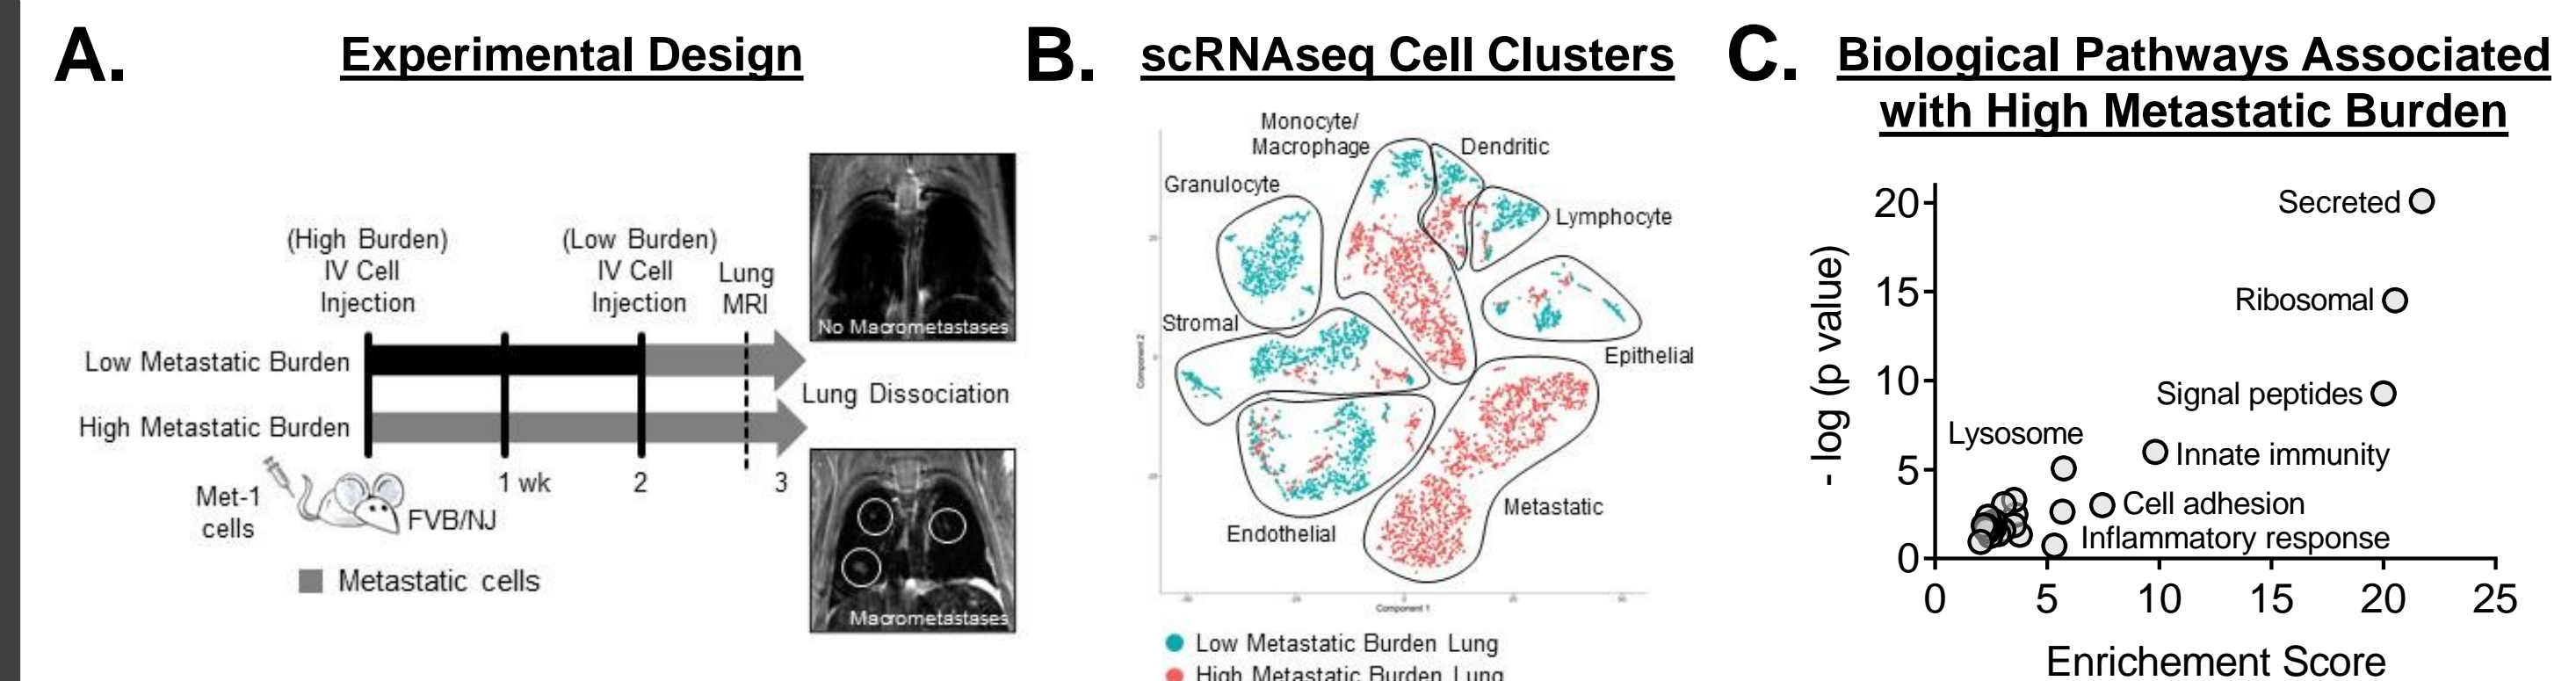 A.
Experimental Design
(High Burden)
IV Cell
Injection
(Low Burden)
IV Cell
Injection
Lung
MRI
No Macrometastases
Low Metastatic Burden
Lung Dissociation
High Metastatic Burden
1 wk
2
3
Met-1
cells
FVB/NJ
Metastatic cells
Macrometastases
B.
scRNAseq Cell Clusters
Monocyte/
Macrophage
Dendritic
Granulocyte
Lymphocyte
Stromal
Epithelial
Metastatic
Endothelial
Component 2
Component 1
Low Metastatic Burden Lung
High Metastatic Burden Lung
C.
Biological Pathways Associated
with High Metastatic Burden
- log (p value)
20
15
10
5
0
Secreted
Ribosomal
Signal peptides
Lysosome
Innate immunity
Cell adhesion
Inflammatory response
0 5 10 15 20 25
Enrichement Score